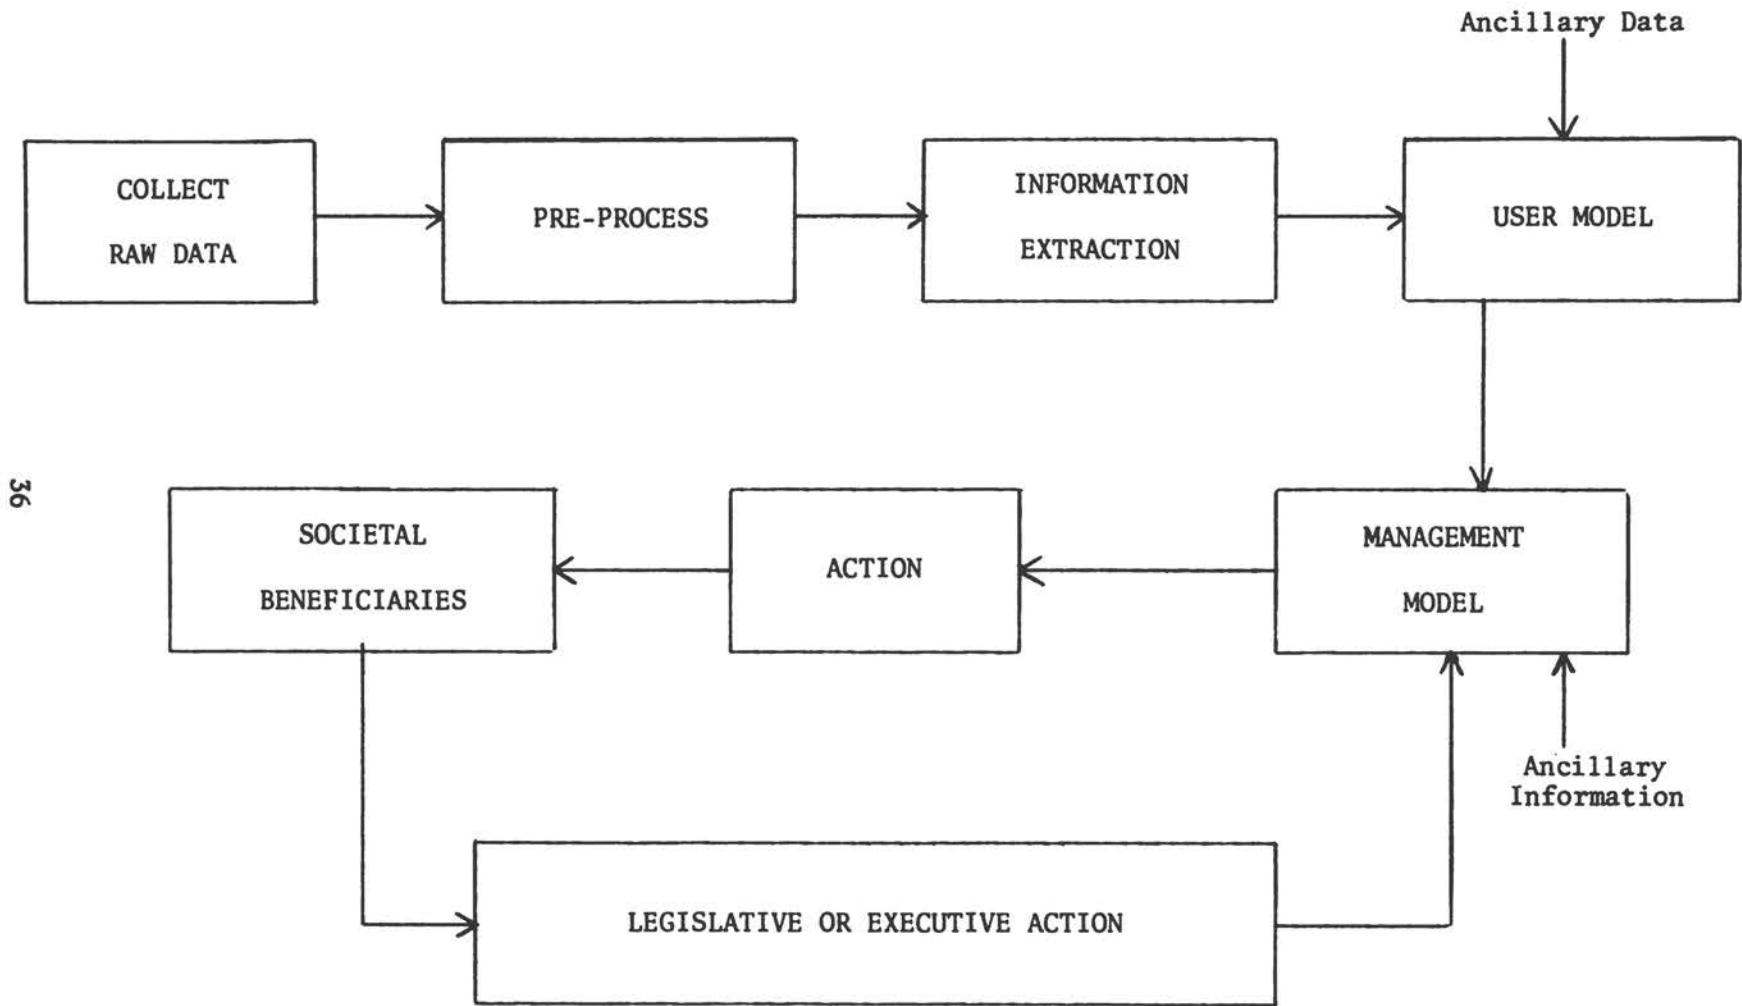 Ancillary Data
COLLECT
RAW DATA
PRE-PROCESS
INFORMATION
EXTRACTION
USER MODEL
36
SOCIETAL
BENEFICIARIES
ACTION
MANAGEMENT
MODEL
Ancillary
Information
LEGISLATIVE OR EXECUTIVE ACTION